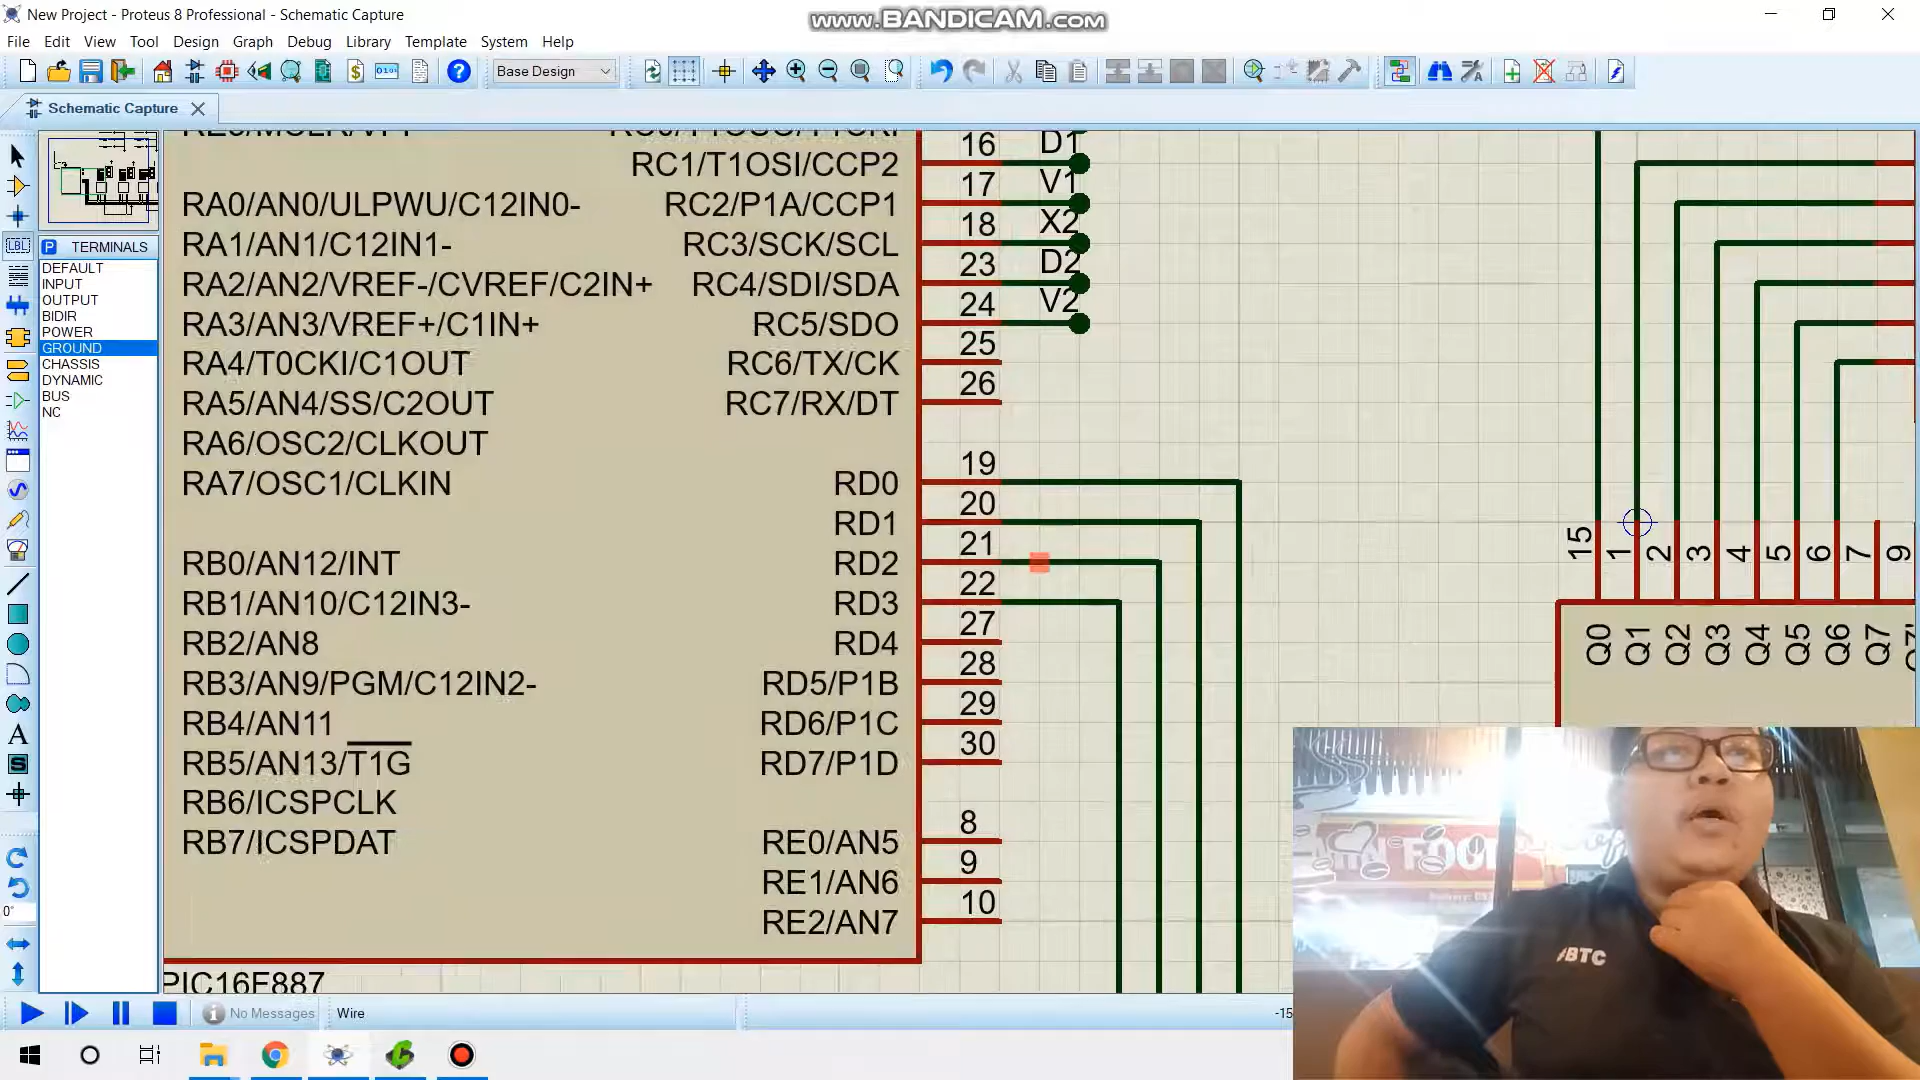 New Project - Proteus 8 Professional - Schematic Capture
www.BANDICAM.com
File Edit View Tool Design Graph Debug Library Template System Help
Base Design
Schematic Capture
TERMINALS
DEFAULT
INPUT
OUTPUT
BIDIR
POWER
GROUND
CHASSIS
DYNAMIC
BUS
NC
RC1/T1OSI/CCP2
RA0/AN0/ULPWU/C12IN0- RC2/P1A/CCP1
RA1/AN1/C12IN1- RC3/SCK/SCL
RA2/AN2/VREF-/CVREF/C2IN+ RC4/SDI/SDA
RA3/AN3/VREF+/C1IN+ RC5/SDO
RA4/T0CKI/C1OUT RC6/TX/CK
RA5/AN4/SS/C2OUT RC7/RX/DT
RA6/OSC2/CLKOUT
RA7/OSC1/CLKIN RD0
RD1
RB0/AN12/INT RD2
RB1/AN10/C12IN3- RD3
RB2/AN8 RD4
RB3/AN9/PGM/C12IN2- RD5/P1B
RB4/AN11 RD6/P1C
RB5/AN13/T1G RD7/P1D
RB6/ICSPCLK
RB7/ICSPDAT RE0/AN5
RE1/AN6
RE2/AN7
PIC16F887
16 D1
17 V1
18 X2
23 D2
24 V2
25
26
19
20
21
22
27
28
29
30
8
9
10
15 1 2 3 4 5 6 7 9
Q0 Q1 Q2 Q3 Q4 Q5 Q6 Q7
0°
No Messages
Wire
FOO
BTC